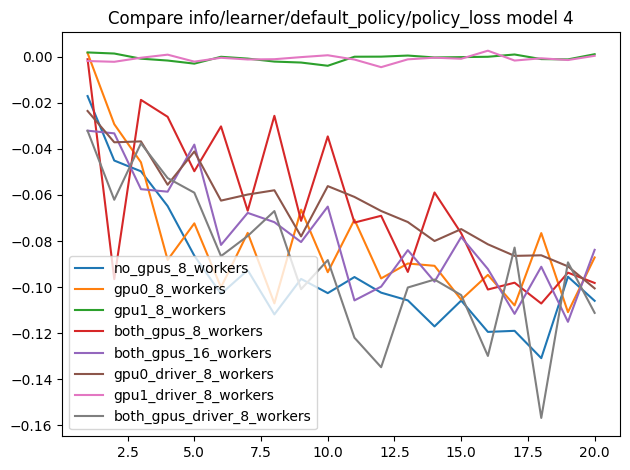 Compare info/learner/default_policy/policy_loss model 4
0.00
−0.02
−0.04
−0.06
−0.08
−0.10
−0.12
−0.14
−0.16
no_gpus_8_workers
gpu0_8_workers
gpu1_8_workers
both_gpus_8_workers
both_gpus_16_workers
gpu0_driver_8_workers
gpu1_driver_8_workers
both_gpus_driver_8_workers
2.5 5.0 7.5 10.0 12.5 15.0 17.5 20.0